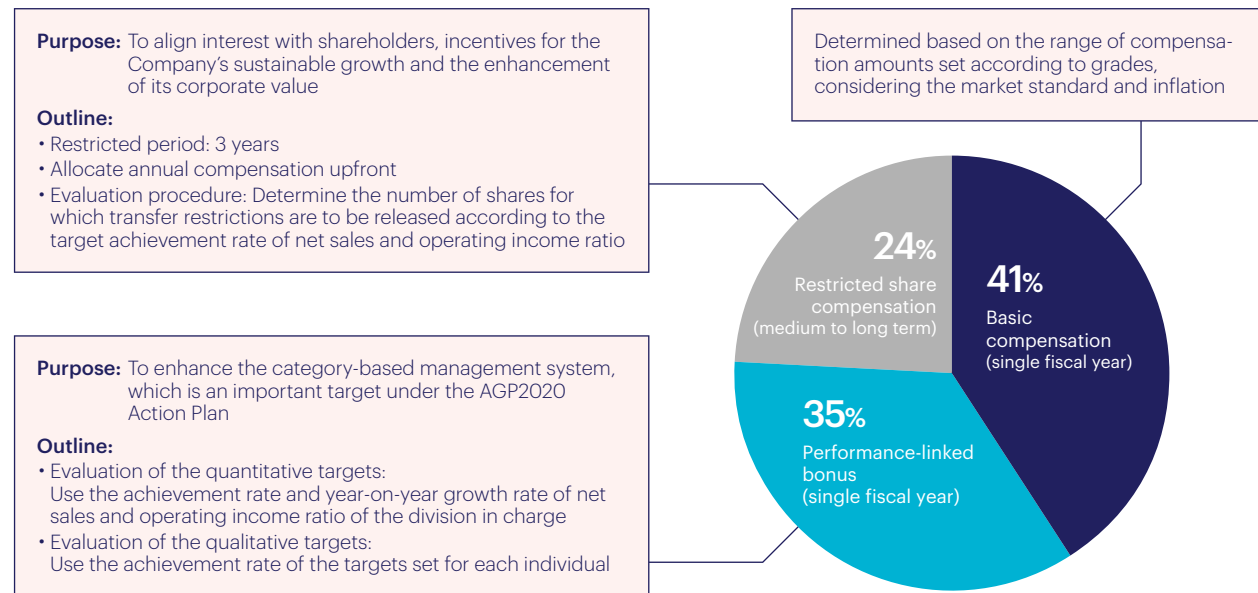 Purpose: To align interest with shareholders, incentives for the
Company's sustainable growth and the enhancement
of its corporate value
Outline:
• Restricted period: 3 years
• Allocate annual compensation upfront
• Evaluation procedure: Determine the number of shares for
which transfer restrictions are to be released according to the
target achievement rate of net sales and operating income ratio
Determined based on the range of compensa-
tion amounts set according to grades,
considering the market standard and inflation
24%
Restricted share
compensation
(medium to long term)
41%
Basic
compensation
(single fiscal year)
35%
Performance-linked
bonus
(single fiscal year)
Purpose: To enhance the category-based management system,
which is an important target under the AGP2020
Action Plan
Outline:
• Evaluation of the quantitative targets:
Use the achievement rate and year-on-year growth rate of net
sales and operating income ratio of the division in charge
• Evaluation of the qualitative targets:
Use the achievement rate of the targets set for each individual